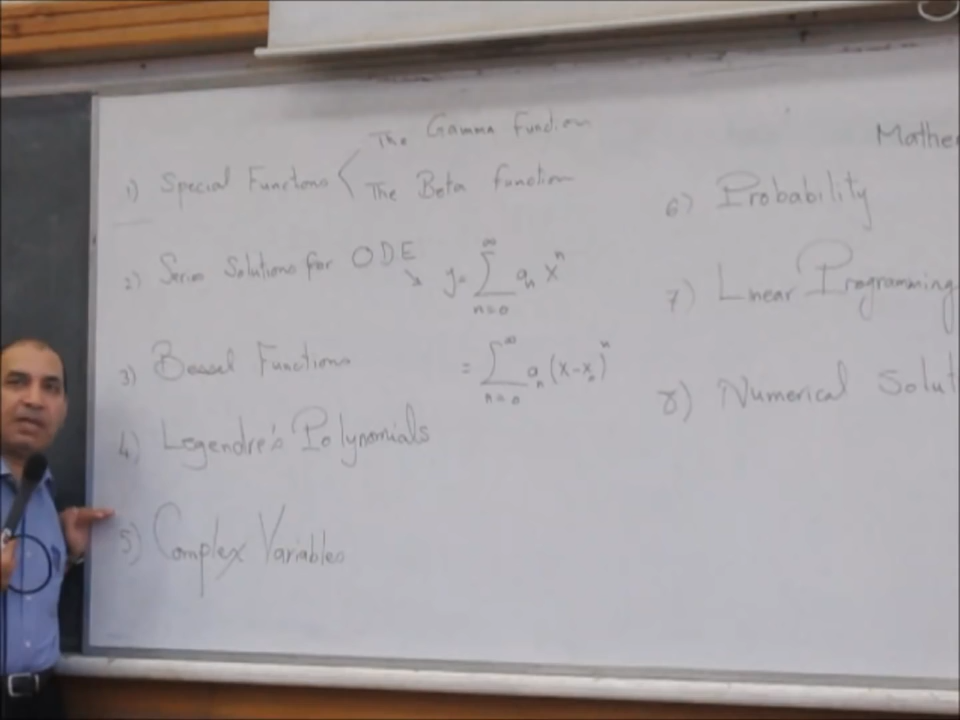 Mathe
The Gamma Function
1) Special Functions < The Beta function
2) Series Solutions for ODE ↘ y = ∑_{n=0}^{∞} a_n x^n
= ∑_{n=0}^{∞} a_n (x-x_0)^n
3) Bessel Functions
4) Legendre's Polynomials
5) Complex Variables
6) Probability
7) Linear Programming
8) Numerical Solut